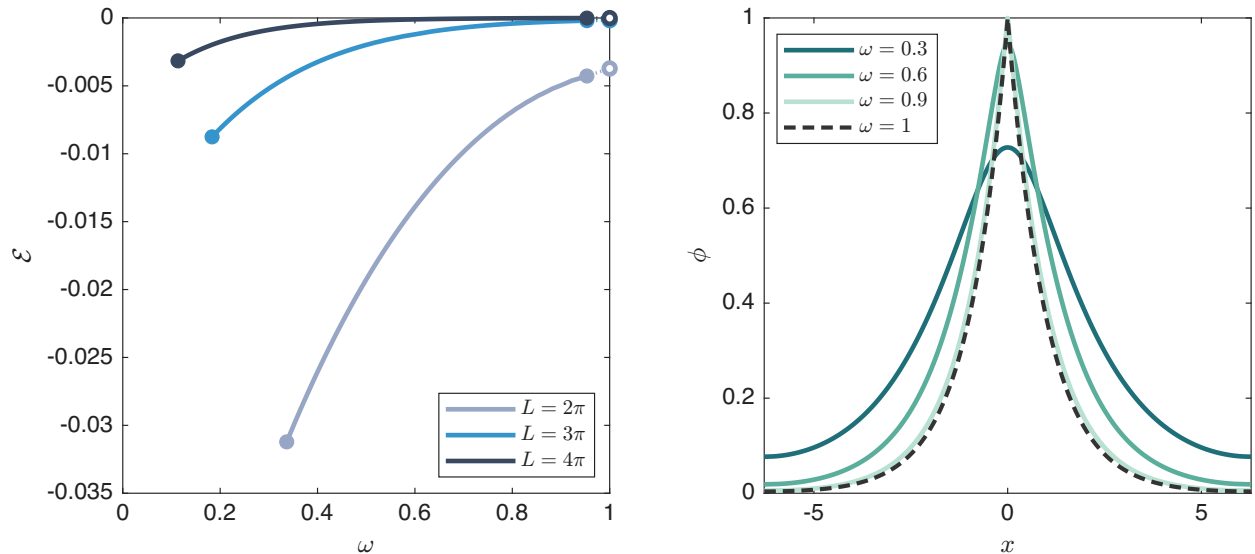 0
-0.005
-0.01
-0.015
-0.02
-0.025
-0.03
-0.035
ℰ
L = 2π
L = 3π
L = 4π
0 0.2 0.4 0.6 0.8 1
ω
1
0.8
0.6
0.4
0.2
0
ϕ
ω = 0.3
ω = 0.6
ω = 0.9
ω = 1
-5 0 5
x